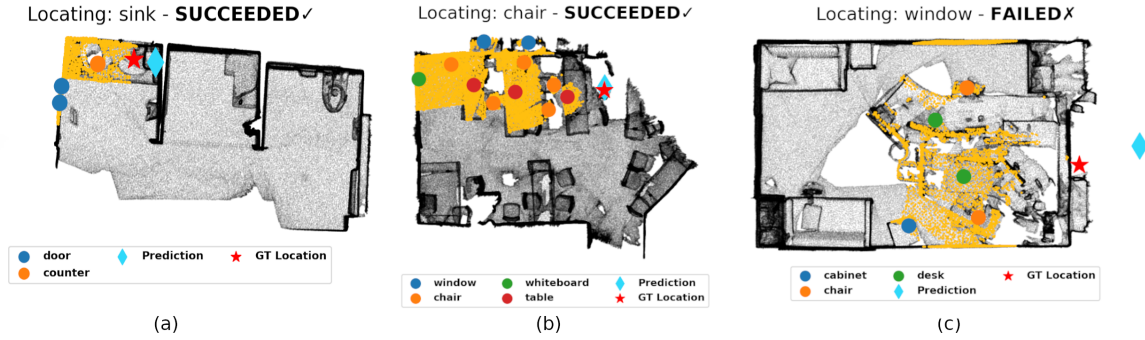 Locating: sink - SUCCEEDED✓
door
Prediction
GT Location
counter
(a)
Locating: chair - SUCCEEDED✓
window
whiteboard
Prediction
chair
table
GT Location
(b)
Locating: window - FAILED✗
cabinet
desk
GT Location
chair
Prediction
(c)